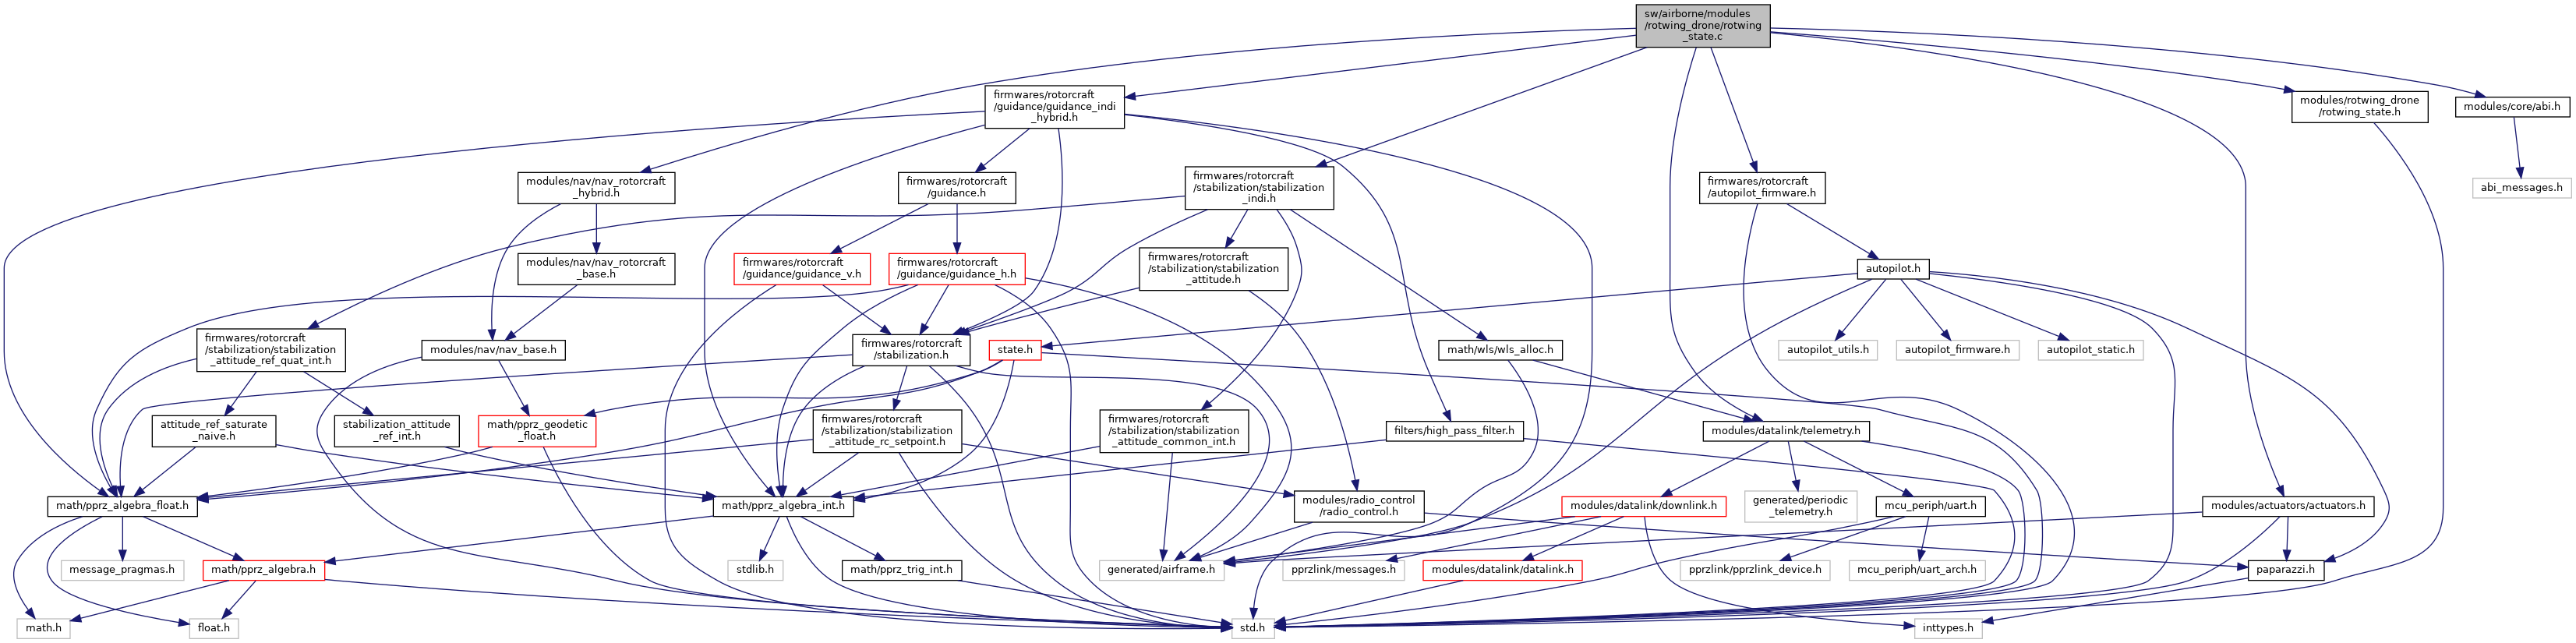 sw/airborne/modules
/rotwing_drone/rotwing
_state.c
firmwares/rotorcraft
/guidance/guidance_indi
_hybrid.h
modules/rotwing_drone
/rotwing_state.h
modules/core/abi.h
modules/nav/nav_rotorcraft
_hybrid.h
firmwares/rotorcraft
/guidance.h
firmwares/rotorcraft
/stabilization/stabilization
_indi.h
firmwares/rotorcraft
/autopilot_firmware.h
abi_messages.h
modules/nav/nav_rotorcraft
_base.h
firmwares/rotorcraft
/guidance/guidance_v.h
firmwares/rotorcraft
/guidance/guidance_h.h
firmwares/rotorcraft
/stabilization/stabilization
_attitude.h
autopilot.h
firmwares/rotorcraft
/stabilization/stabilization
_attitude_ref_quat_int.h
modules/nav/nav_base.h
firmwares/rotorcraft
/stabilization.h
state.h
math/wls/wls_alloc.h
autopilot_utils.h
autopilot_firmware.h
autopilot_static.h
attitude_ref_saturate
_naive.h
stabilization_attitude
_ref_int.h
math/pprz_geodetic
_float.h
firmwares/rotorcraft
/stabilization/stabilization
_attitude_rc_setpoint.h
firmwares/rotorcraft
/stabilization/stabilization
_attitude_common_int.h
filters/high_pass_filter.h
modules/datalink/telemetry.h
math/pprz_algebra_float.h
math/pprz_algebra_int.h
modules/radio_control
/radio_control.h
modules/datalink/downlink.h
generated/periodic
_telemetry.h
mcu_periph/uart.h
modules/actuators/actuators.h
message_pragmas.h
math/pprz_algebra.h
stdlib.h
math/pprz_trig_int.h
generated/airframe.h
pprzlink/messages.h
modules/datalink/datalink.h
pprzlink/pprzlink_device.h
mcu_periph/uart_arch.h
paparazzi.h
math.h
float.h
std.h
inttypes.h